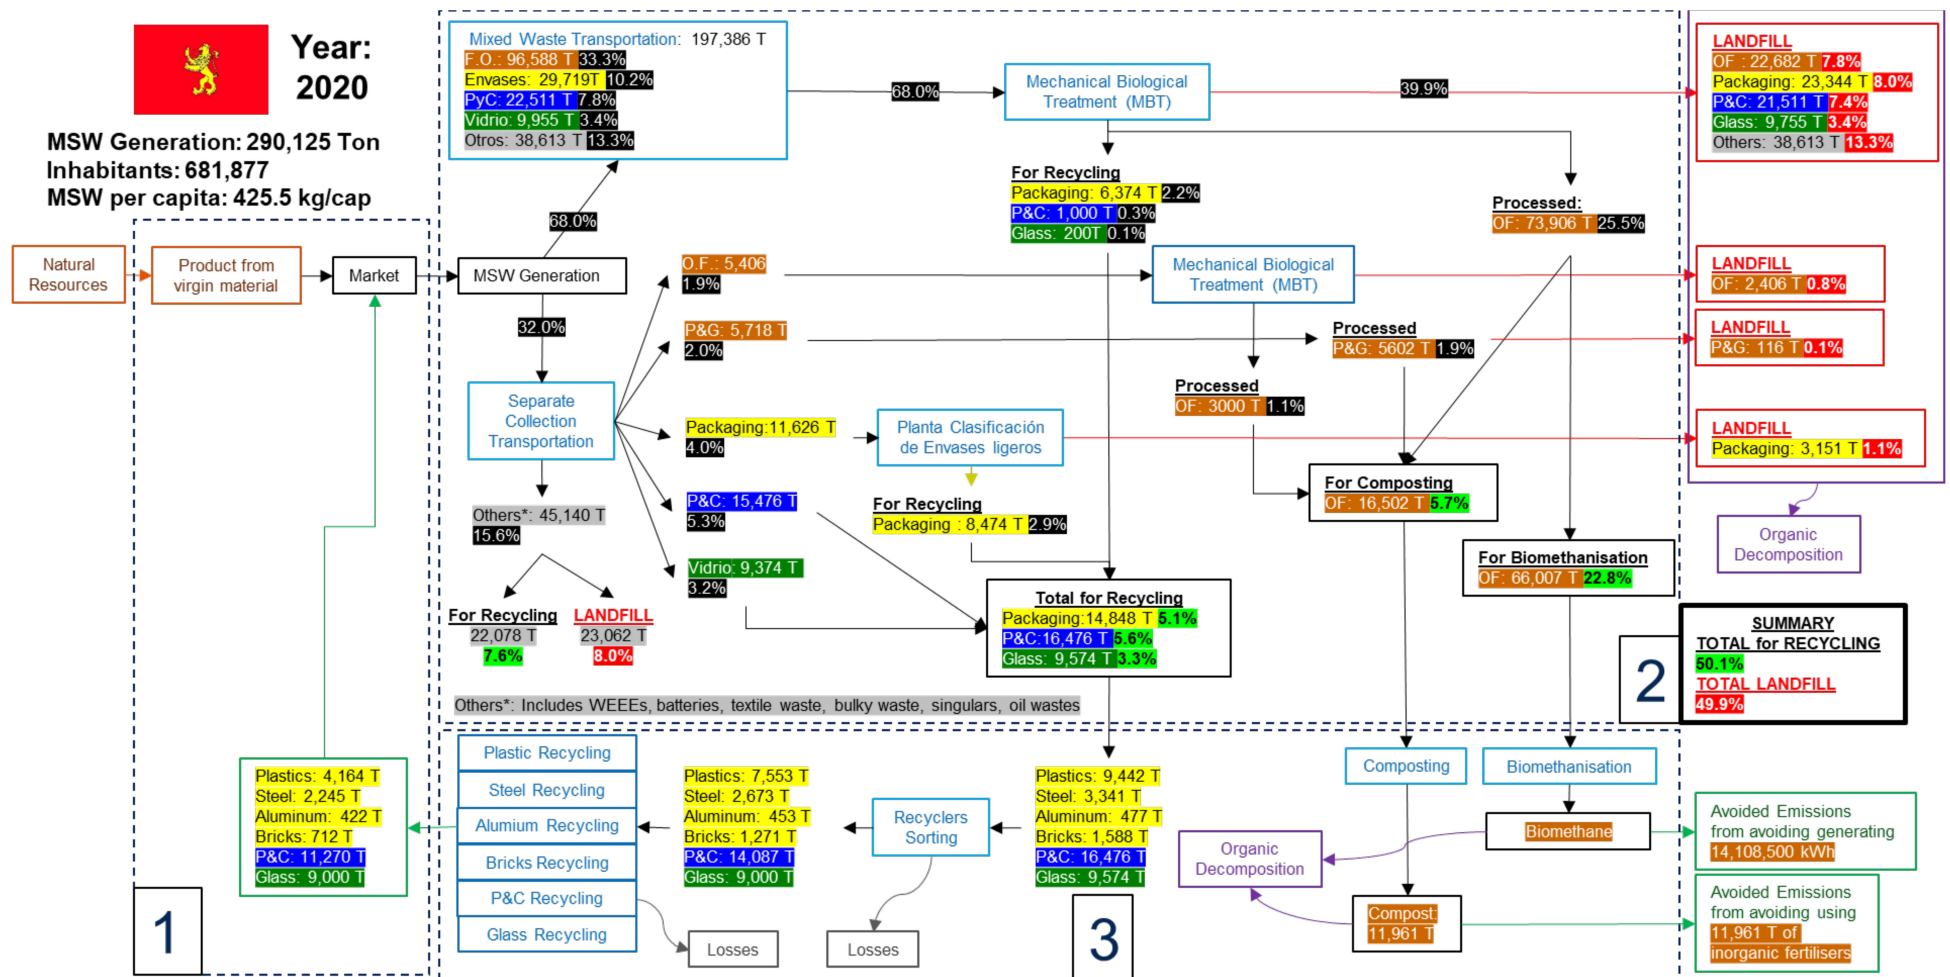 Year:
2020
MSW Generation: 290,125 Ton
Inhabitants: 681,877
MSW per capita: 425.5 kg/cap
Mixed Waste Transportation: 197,386 T
F.O.: 96,588 T 33.3%
Envases: 29,719T 10.2%
PyC: 22,511 T 7.8%
Vidrio: 9,955 T 3.4%
Otros: 38,613 T 13.3%
68.0%
Mechanical Biological
Treatment (MBT)
39.9%
LANDFILL
OF : 22,682 T 7.8%
Packaging: 23,344 T 8.0%
P&C: 21,511 T 7.4%
Glass: 9,755 T 3.4%
Others: 38,613 T 13.3%
For Recycling
Packaging: 6,374 T 2.2%
P&C: 1,000 T 0.3%
Glass: 200T 0.1%
Processed:
OF: 73,906 T 25.5%
68.0%
Natural
Resources
Product from
virgin material
Market
MSW Generation
32.0%
O.F.: 5,406
1.9%
Mechanical Biological
Treatment (MBT)
LANDFILL
OF: 2,406 T 0.8%
P&G: 5,718 T
2.0%
Processed
P&G: 5602 T 1.9%
LANDFILL
P&G: 116 T 0.1%
Processed
OF: 3000 T 1.1%
Separate
Collection
Transportation
Packaging:11,626 T
4.0%
Planta Clasificación
de Envases ligeros
LANDFILL
Packaging: 3,151 T 1.1%
Others*: 45,140 T
15.6%
P&C: 15,476 T
5.3%
For Recycling
Packaging : 8,474 T 2.9%
For Composting
OF: 16,502 T 5.7%
Organic
Decomposition
For Biomethanisation
OF: 66,007 T 22.8%
Vidrio: 9,374 T
3.2%
For Recycling
22,078 T
7.6%
LANDFILL
23,062 T
8.0%
Total for Recycling
Packaging:14,848 T 5.1%
P&C:16,476 T 5.6%
Glass: 9,574 T 3.3%
2
SUMMARY
TOTAL for RECYCLING
50.1%
TOTAL LANDFILL
49.9%
Others*: Includes WEEEs, batteries, textile waste, bulky waste, singulars, oil wastes
Plastics: 4,164 T
Steel: 2,245 T
Aluminum: 422 T
Bricks: 712 T
P&C: 11,270 T
Glass: 9,000 T
Plastic Recycling
Steel Recycling
Alumium Recycling
Bricks Recycling
P&C Recycling
Glass Recycling
Plastics: 7,553 T
Steel: 2,673 T
Aluminum: 453 T
Bricks: 1,271 T
P&C: 14,087 T
Glass: 9,000 T
Recyclers
Sorting
Plastics: 9,442 T
Steel: 3,341 T
Aluminum: 477 T
Bricks: 1,588 T
P&C: 16,476 T
Glass: 9,574 T
Composting
Biomethanisation
Biomethane
Organic
Decomposition
Compost:
11,961 T
Avoided Emissions
from avoiding generating
14,108,500 kWh
Avoided Emissions
from avoiding using
11,961 T of
inorganic fertilisers
1
Losses
Losses
3